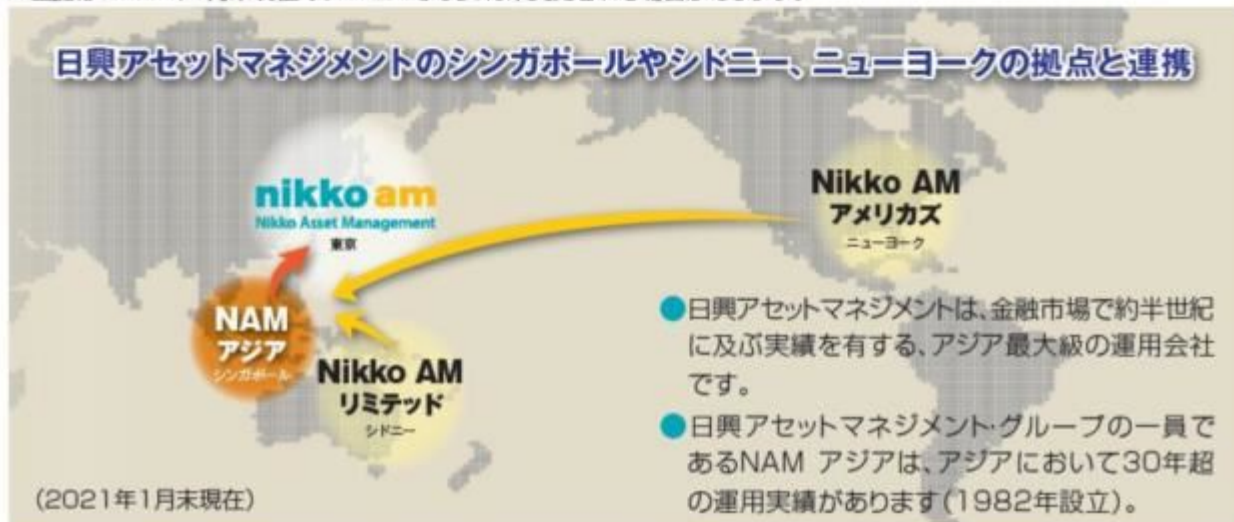 日興アセットマネジメントのシンガポールやシドニー、ニューヨークの拠点と連携
nikko am
Nikko Asset Management
東京
Nikko AM
アメリカズ
ニューヨーク
NAM
アジア
シンガポール
Nikko AM
リミテッド
シドニー
●日興アセットマネジメントは、金融市場で約半世紀
に及ぶ実績を有する、アジア最大級の運用会社
です。
●日興アセットマネジメント・グループの一員で
あるNAM アジアは、アジアにおいて30年超
の運用実績があります(1982年設立)。
(2021年1月末現在)